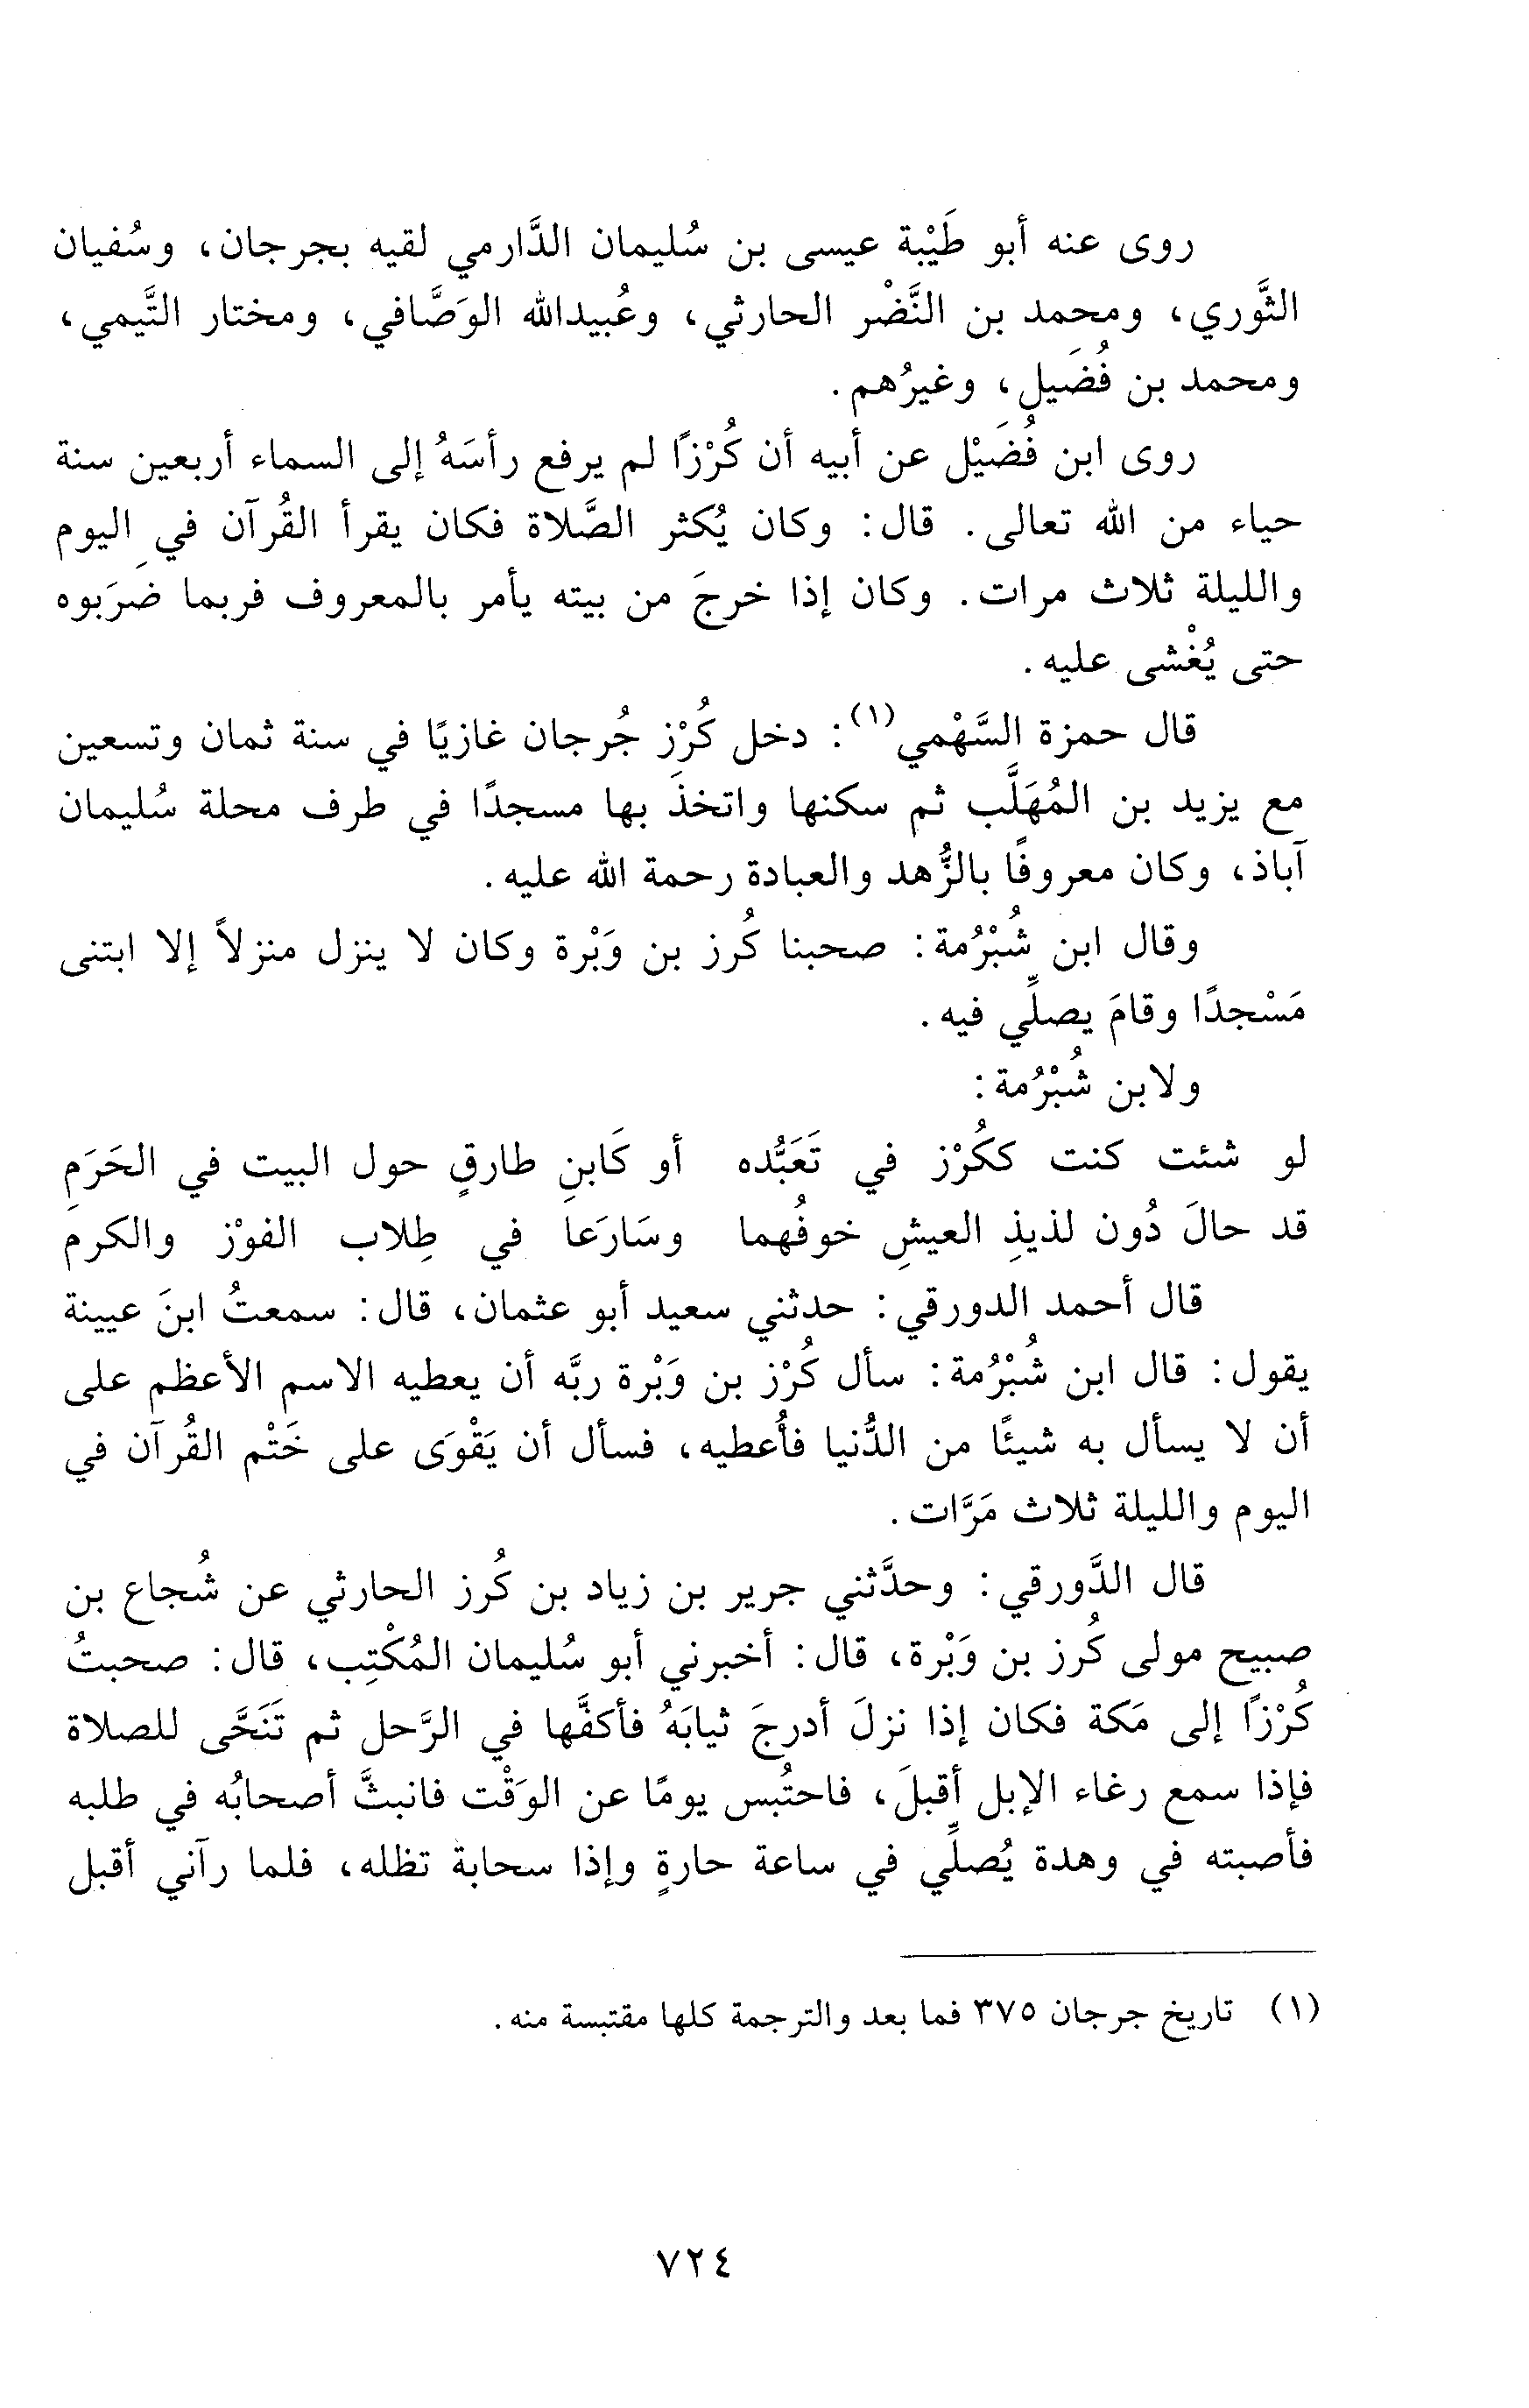 روى عنه أبو طَيْبة عيسى بن سُليمان الدَّارمي لقيه بجرجان، وسُفيان
الثَّوري، ومحمد بن النَّضْر الحارثي، وعُبيدالله الوَصَّافي، ومختار التَّيمي،
ومحمد بن فُضَيل، وغيرُهم.
روى ابن فُضَيْل عن أبيه أن كُرْزًا لم يرفع رأسَهُ إلى السماء أربعين سنة
حياء من الله تعالى. قال: وكان يُكثر الصَّلاة فكان يقرأ القُرآن في اليوم
والليلة ثلاث مرات. وكان إذا خرجَ من بيته يأمر بالمعروف فربما ضرَبوه
حتى يُغْشى عليه.
قال حمزة السَّهْمي(١): دخل كُرْز جُرجان غازيًا في سنة ثمان وتسعين
مع يزيد بن المُهَلَّب ثم سكنها واتخذَ بها مسجدًا في طرف محلة سُليمان
آباذ، وكان معروفًا بالزُّهد والعبادة رحمة الله عليه.
وقال ابن شُبْرُمة: صحبنا كُرز بن وَبْرة وكان لا ينزل منزلاً إلا ابتنى
مَسْجدًا وقامَ يصلِّي فيه.
ولابن شُبْرُمة:
لو شئت كنت ككُرْز في تَعَبُّده أو كَابنِ طارقٍ حول البيت في الحَرَمِ
قد حالَ دُون لذيذِ العيشِ خوفُهما وسَارَعا في طِلاب الفوْز والكرمِ
قال أحمد الدورقي: حدثني سعيد أبو عثمان، قال: سمعتُ ابنَ عيينة
يقول: قال ابن شُبْرُمة: سأل كُرْز بن وَبْرة ربَّه أن يعطيه الاسم الأعظم على
أن لا يسأل به شيئًا من الدُّنيا فأُعطيه، فسأل أن يَقْوَى على خَتْم القُرآن في
اليوم والليلة ثلاث مَرَّات.
قال الدَّورقي: وحدَّثني جرير بن زياد بن كُرز الحارثي عن شُجاع بن
صبيح مولى كُرز بن وَبْرة، قال: أخبرني أبو سُليمان المُكْتِب، قال: صحبتُ
كُرْزًا إلى مَكة فكان إذا نزلَ أدرجَ ثيابَهُ فأكفَّها في الرَّحل ثم تَنَحَّى للصلاة
فإذا سمع رغاء الإبل أقبلَ، فاحتُبس يومًا عن الوَقْت فانبثَّ أصحابُه في طلبه
فأصبته في وهدة يُصلِّي في ساعة حارةٍ وإذا سحابة تظله، فلما رآني أقبل
(١) تاريخ جرجان ٣٧٥ فما بعد والترجمة كلها مقتبسة منه.
٧٢٤